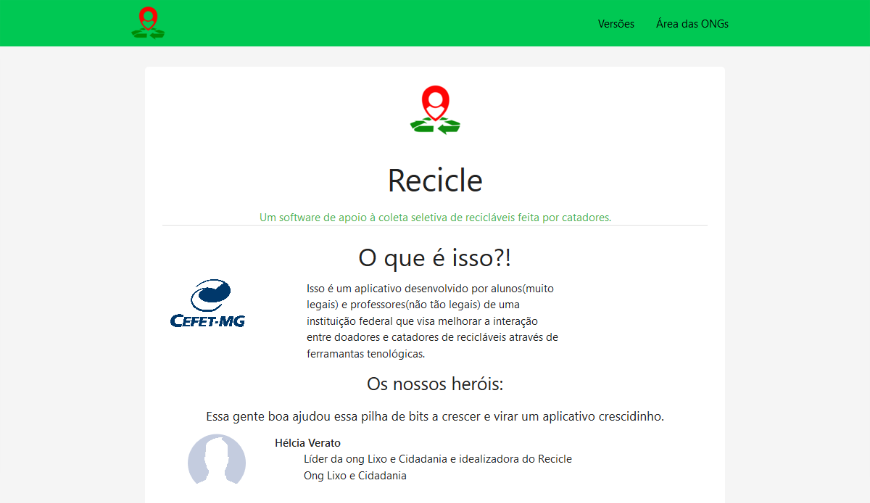 Versões Área das ONGs
Recicle
Um software de apoio à coleta seletiva de recicláveis feita por catadores.
O que é isso?!
CEFET-MG
Isso é um aplicativo desenvolvido por alunos(muito
legais) e professores(não tão legais) de uma
instituição federal que visa melhorar a interação
entre doadores e catadores de recicláveis através de
ferramantas tenológicas.
Os nossos heróis:
Essa gente boa ajudou essa pilha de bits a crescer e virar um aplicativo crescidinho.
Hélcia Verato
Líder da ong Lixo e Cidadania e idealizadora do Recicle
Ong Lixo e Cidadania